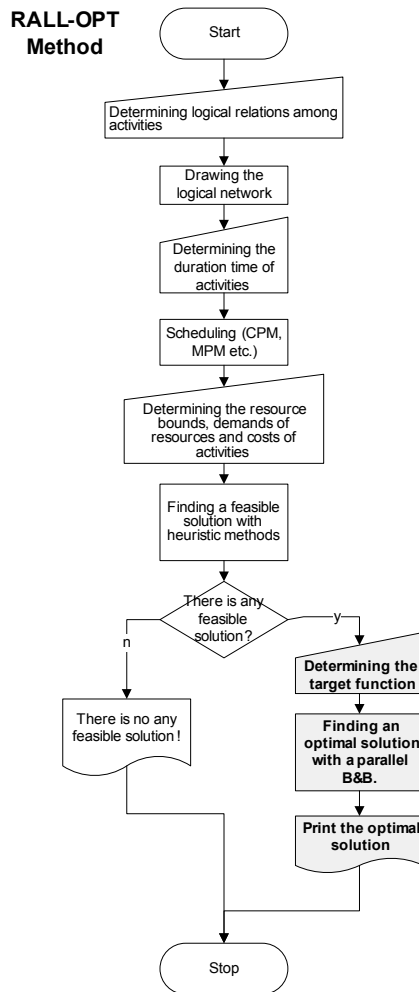 RALL-OPT
Method
Start
Determining logical relations among
activities
Drawing the
logical network
Determining the
duration time of
activities
Scheduling (CPM,
MPM etc.)
Determining the resource
bounds, demands of
resources and costs of
activities
Finding a feasible
solution with
heuristic methods
There is any
feasible
solution?
n
y
There is no any
feasible solution!
Determining the
target function
Finding an
optimal solution
with a parallel
B&B.
Print the optimal
solution
Stop